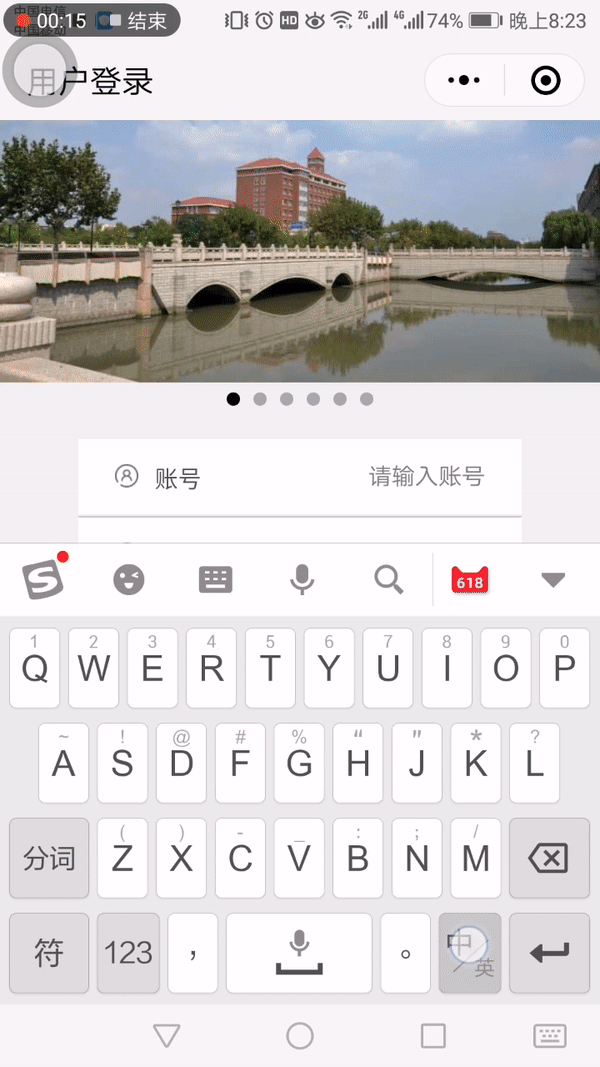 中国电信
中国移动
00:15 结束 HD 2G 4G 74% 晚上8:23
用户登录
账号 请输入账号
S 618
1 2 3 4 5 6 7 8 9 0
Q W E R T Y U I O P
~ ! @ # % “ " * ?
A S D F G H J K L
( ) - _ : ; /
分词 Z X C V B N M
符 123 , 。 中/英